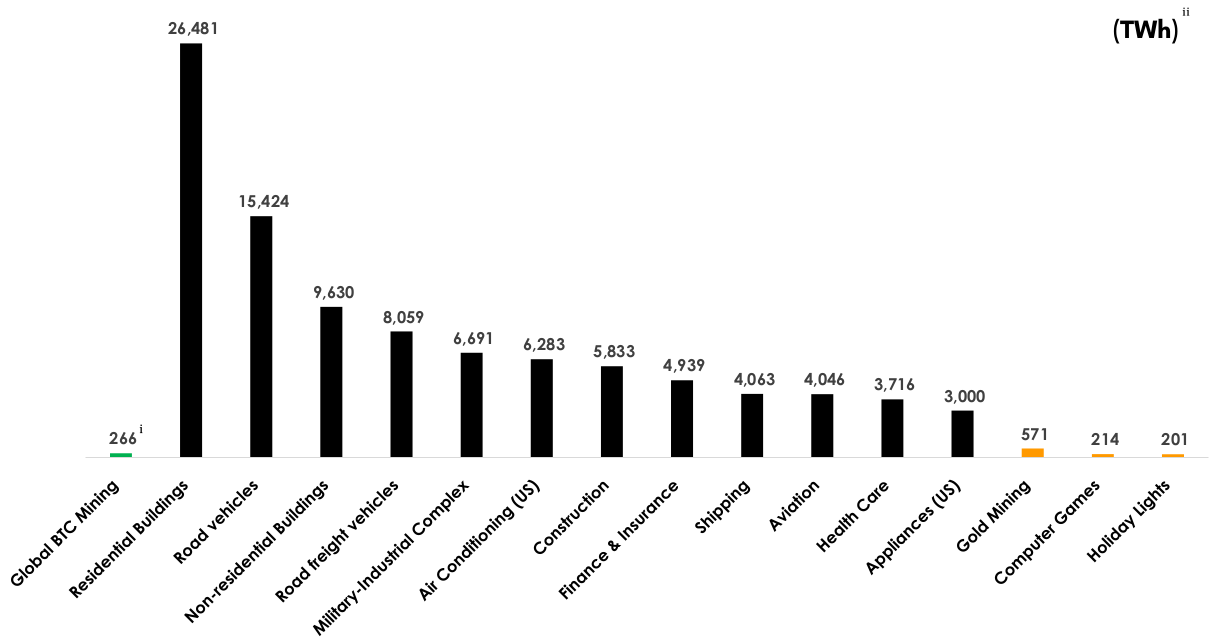 (TWh) ii
26,481
15,424
9,630
8,059
6,691
6,283
5,833
4,939
4,063
4,046
3,716
3,000
571
214
201
266 i
Global BTC Mining
Residential Buildings
Road vehicles
Non-residential Buildings
Road freight vehicles
Military-Industrial Complex
Air Conditioning (US)
Construction
Finance & Insurance
Shipping
Aviation
Health Care
Appliances (US)
Gold Mining
Computer Games
Holiday Lights